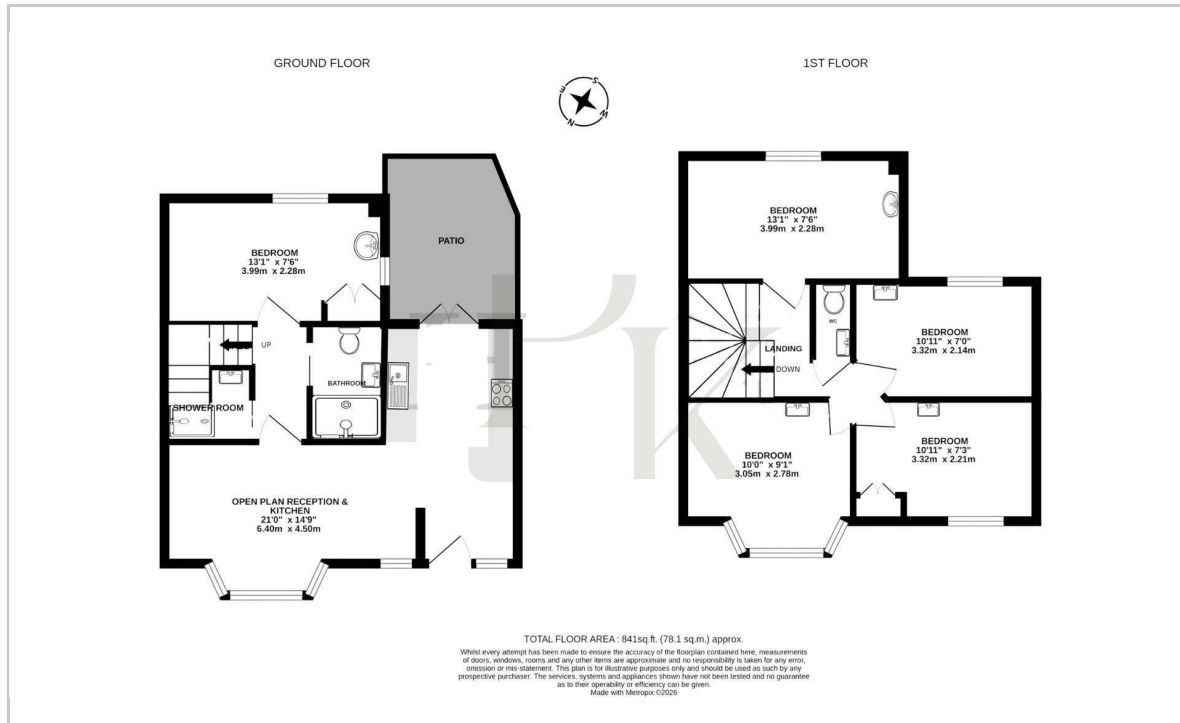 GROUND FLOOR
1ST FLOOR
S
E
W
N
BEDROOM
13'1" x 7'6"
3.99m x 2.28m
PATIO
UP
BATHROOM
SHOWER ROOM
OPEN PLAN RECEPTION &
KITCHEN
21'0" x 14'9"
6.40m x 4.50m
BEDROOM
13'1" x 7'6"
3.99m x 2.28m
WC
LANDING
DOWN
BEDROOM
10'11" x 7'0"
3.32m x 2.14m
BEDROOM
10'0" x 9'1"
3.05m x 2.78m
BEDROOM
10'11" x 7'3"
3.32m x 2.21m
TOTAL FLOOR AREA : 841sq.ft. (78.1 sq.m.) approx.
Whilst every attempt has been made to ensure the accuracy of the floorplan contained here, measurements
of doors, windows, rooms and any other items are approximate and no responsibility is taken for any error,
omission or mis-statement. This plan is for illustrative purposes only and should be used as such by any
prospective purchaser. The services, systems and appliances shown have not been tested and no guarantee
as to their operability or efficiency can be given.
Made with Metropix ©2026